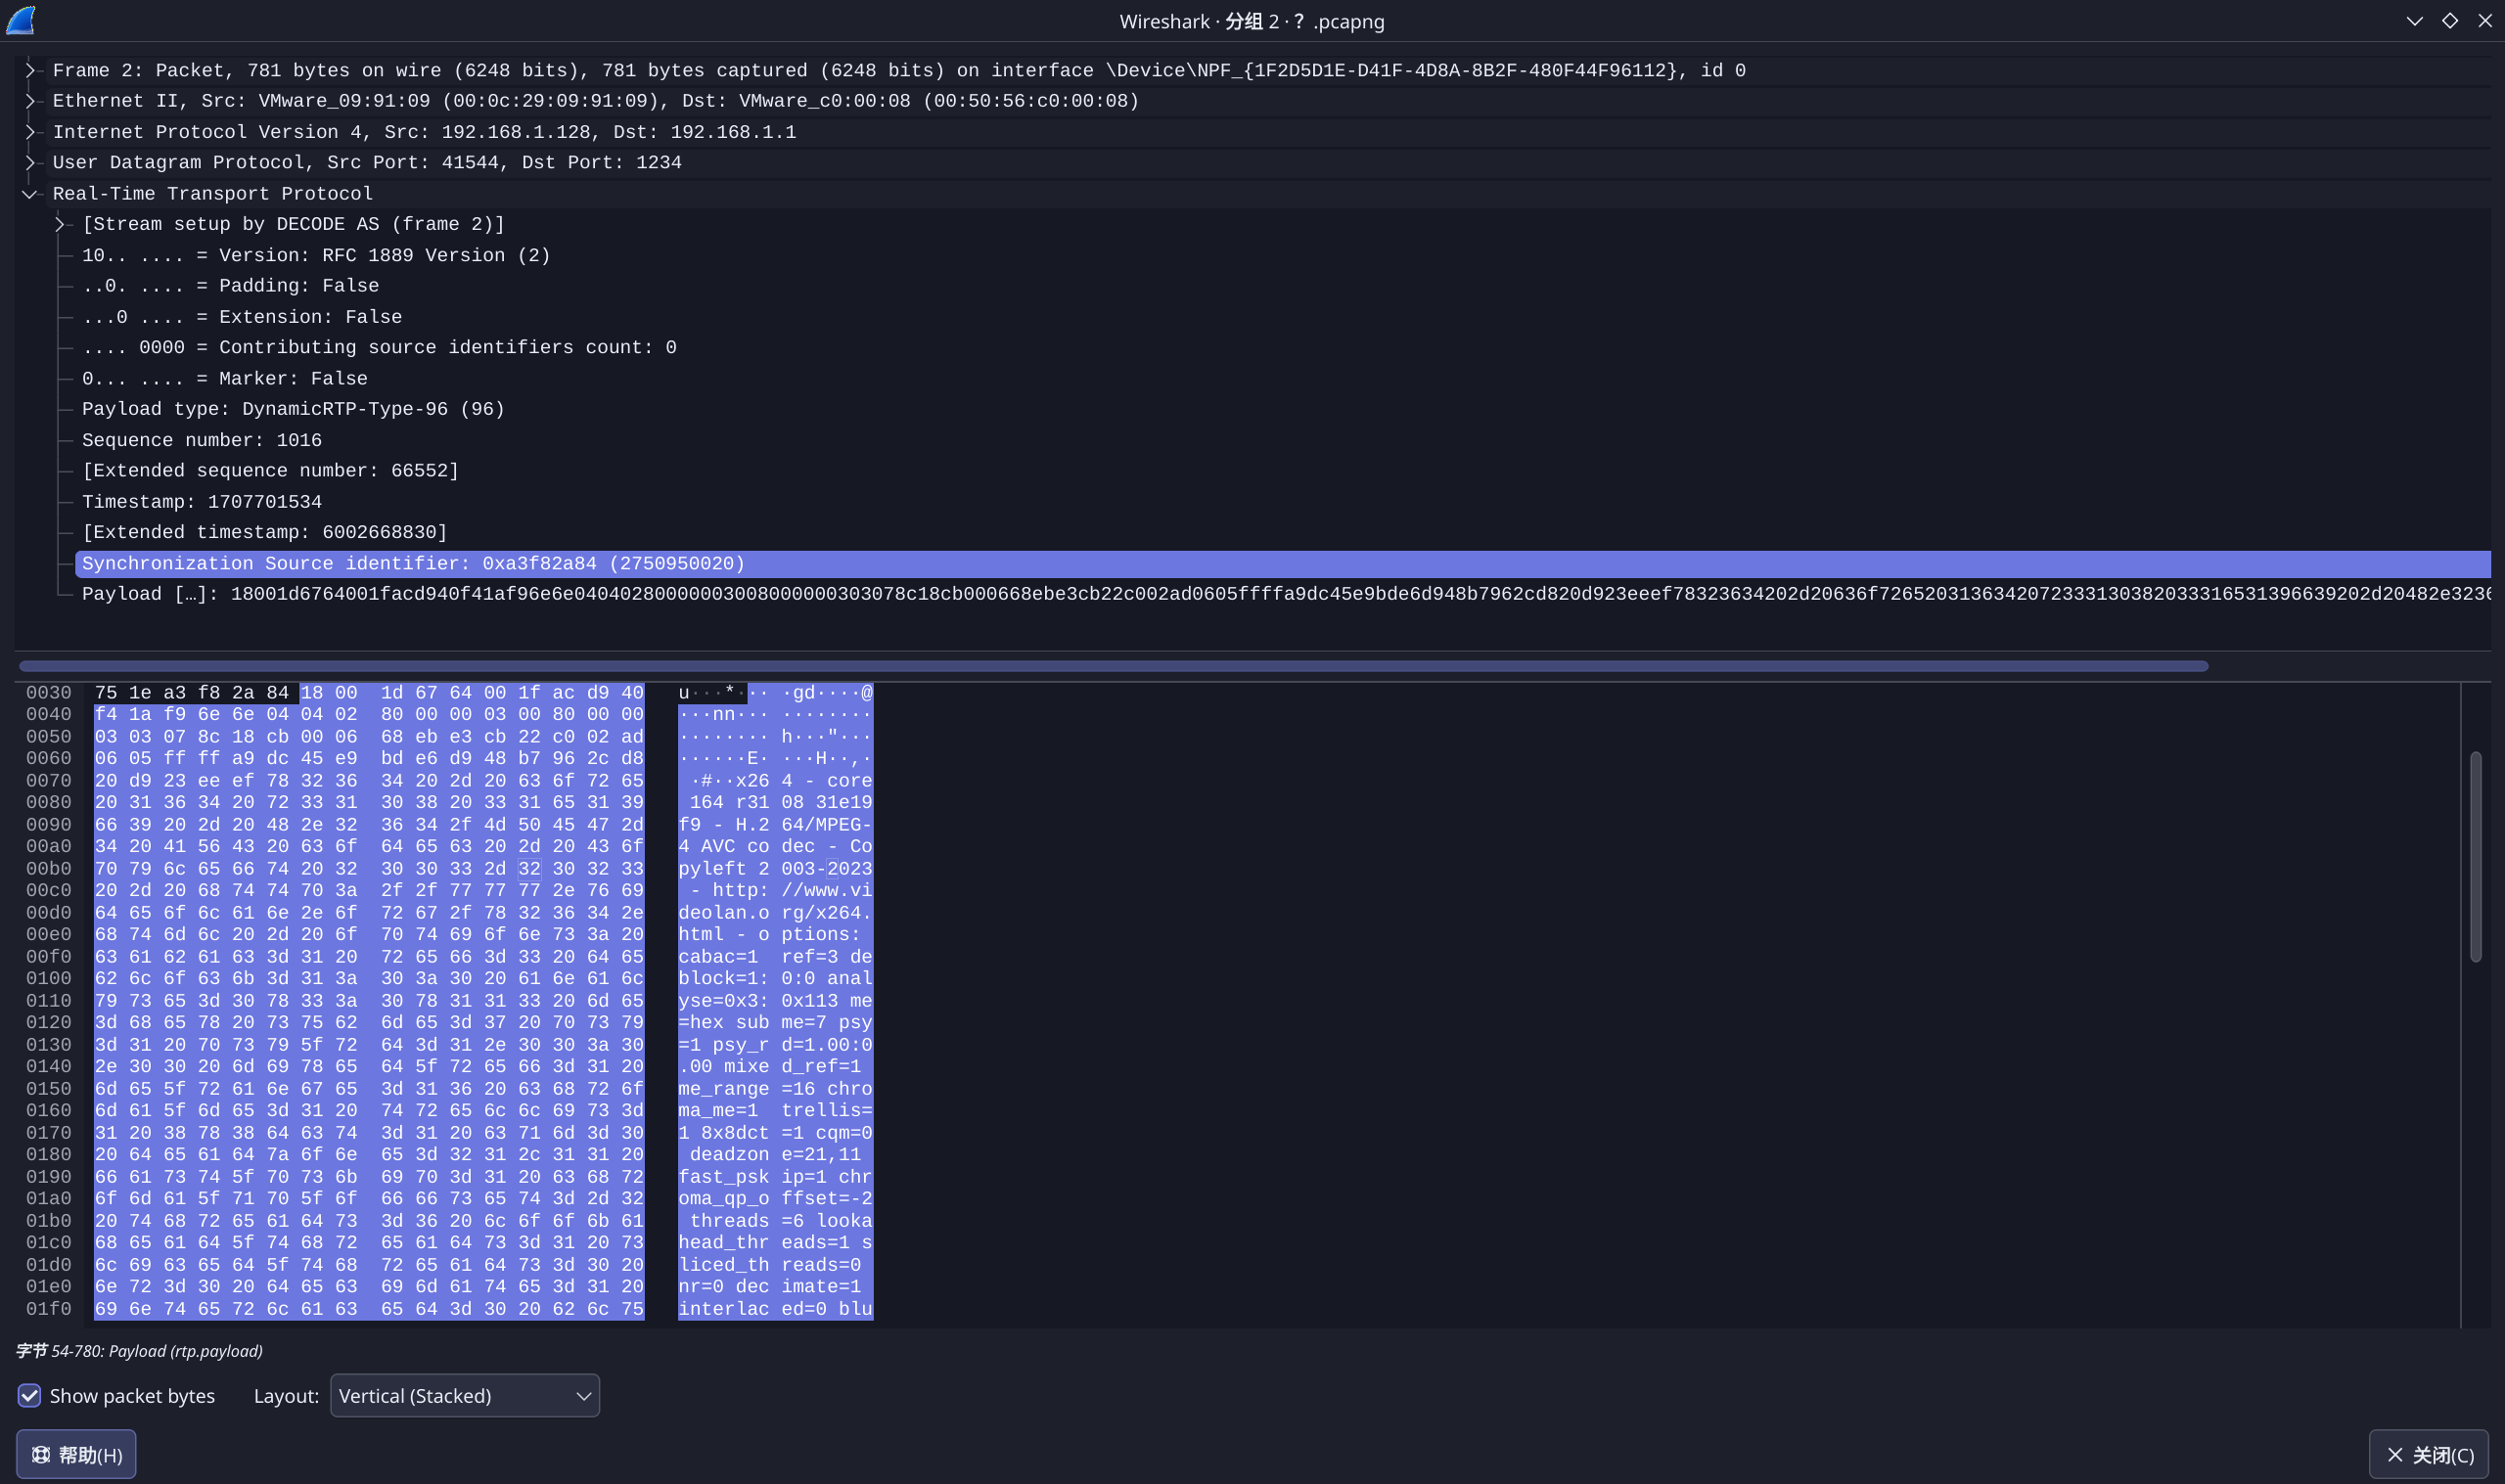 Wireshark · 分组 2 · ? .pcapng
Frame 2: Packet, 781 bytes on wire (6248 bits), 781 bytes captured (6248 bits) on interface \Device\NPF_{1F2D5D1E-D41F-4D8A-8B2F-480F44F96112}, id 0
Ethernet II, Src: VMware_09:91:09 (00:0c:29:09:91:09), Dst: VMware_c0:00:08 (00:50:56:c0:00:08)
Internet Protocol Version 4, Src: 192.168.1.128, Dst: 192.168.1.1
User Datagram Protocol, Src Port: 41544, Dst Port: 1234
Real-Time Transport Protocol
[Stream setup by DECODE AS (frame 2)]
10.. .... = Version: RFC 1889 Version (2)
..0. .... = Padding: False
...0 .... = Extension: False
.... 0000 = Contributing source identifiers count: 0
0... .... = Marker: False
Payload type: DynamicRTP-Type-96 (96)
Sequence number: 1016
[Extended sequence number: 66552]
Timestamp: 1707701534
[Extended timestamp: 6002668830]
Synchronization Source identifier: 0xa3f82a84 (2750950020)
Payload […]: 18001d6764001facd940f41af96e6e04040280000003008000000303078c18cb000668ebe3cb22c002ad0605ffffa9dc45e9bde6d948b7962cd820d923eeef78323634202d20636f7265203136342072333130382033316531396639202d20482e3236
0030 75 1e a3 f8 2a 84 18 00 1d 67 64 00 1f ac d9 40 u···*··· ·gd····@
0040 f4 1a f9 6e 6e 04 04 02 80 00 00 03 00 80 00 00 ···nn··· ········
0050 03 03 07 8c 18 cb 00 06 68 eb e3 cb 22 c0 02 ad ········ h···"···
0060 06 05 ff ff a9 dc 45 e9 bd e6 d9 48 b7 96 2c d8 ······E· ···H··,·
0070 20 d9 23 ee ef 78 32 36 34 20 2d 20 63 6f 72 65 ·#··x26 4 - core
0080 20 31 36 34 20 72 33 31 30 38 20 33 31 65 31 39 164 r31 08 31e19
0090 66 39 20 2d 20 48 2e 32 36 34 2f 4d 50 45 47 2d f9 - H.2 64/MPEG-
00a0 34 20 41 56 43 20 63 6f 64 65 63 20 2d 20 43 6f 4 AVC co dec - Co
00b0 70 79 6c 65 66 74 20 32 30 30 33 2d 32 30 32 33 pyleft 2 003-2023
00c0 20 2d 20 68 74 74 70 3a 2f 2f 77 77 77 2e 76 69 - http: //www.vi
00d0 64 65 6f 6c 61 6e 2e 6f 72 67 2f 78 32 36 34 2e deolan.o rg/x264.
00e0 68 74 6d 6c 20 2d 20 6f 70 74 69 6f 6e 73 3a 20 html - o ptions:
00f0 63 61 62 61 63 3d 31 20 72 65 66 3d 33 20 64 65 cabac=1 ref=3 de
0100 62 6c 6f 63 6b 3d 31 3a 30 3a 30 20 61 6e 61 6c block=1: 0:0 anal
0110 79 73 65 3d 30 78 33 3a 30 78 31 31 33 20 6d 65 yse=0x3: 0x113 me
0120 3d 68 65 78 20 73 75 62 6d 65 3d 37 20 70 73 79 =hex sub me=7 psy
0130 3d 31 20 70 73 79 5f 72 64 3d 31 2e 30 30 3a 30 =1 psy_r d=1.00:0
0140 2e 30 30 20 6d 69 78 65 64 5f 72 65 66 3d 31 20 .00 mixe d_ref=1
0150 6d 65 5f 72 61 6e 67 65 3d 31 36 20 63 68 72 6f me_range =16 chro
0160 6d 61 5f 6d 65 3d 31 20 74 72 65 6c 6c 69 73 3d ma_me=1 trellis=
0170 31 20 38 78 38 64 63 74 3d 31 20 63 71 6d 3d 30 1 8x8dct =1 cqm=0
0180 20 64 65 61 64 7a 6f 6e 65 3d 32 31 2c 31 31 20 deadzon e=21,11
0190 66 61 73 74 5f 70 73 6b 69 70 3d 31 20 63 68 72 fast_psk ip=1 chr
01a0 6f 6d 61 5f 71 70 5f 6f 66 66 73 65 74 3d 2d 32 oma_qp_o ffset=-2
01b0 20 74 68 72 65 61 64 73 3d 36 20 6c 6f 6f 6b 61 threads =6 looka
01c0 68 65 61 64 5f 74 68 72 65 61 64 73 3d 31 20 73 head_thr eads=1 s
01d0 6c 69 63 65 64 5f 74 68 72 65 61 64 73 3d 30 20 liced_th reads=0
01e0 6e 72 3d 30 20 64 65 63 69 6d 61 74 65 3d 31 20 nr=0 dec imate=1
01f0 69 6e 74 65 72 6c 61 63 65 64 3d 30 20 62 6c 75 interlac ed=0 blu
字节 54-780: Payload (rtp.payload)
Show packet bytes Layout: Vertical (Stacked)
帮助(H) 关闭(C)